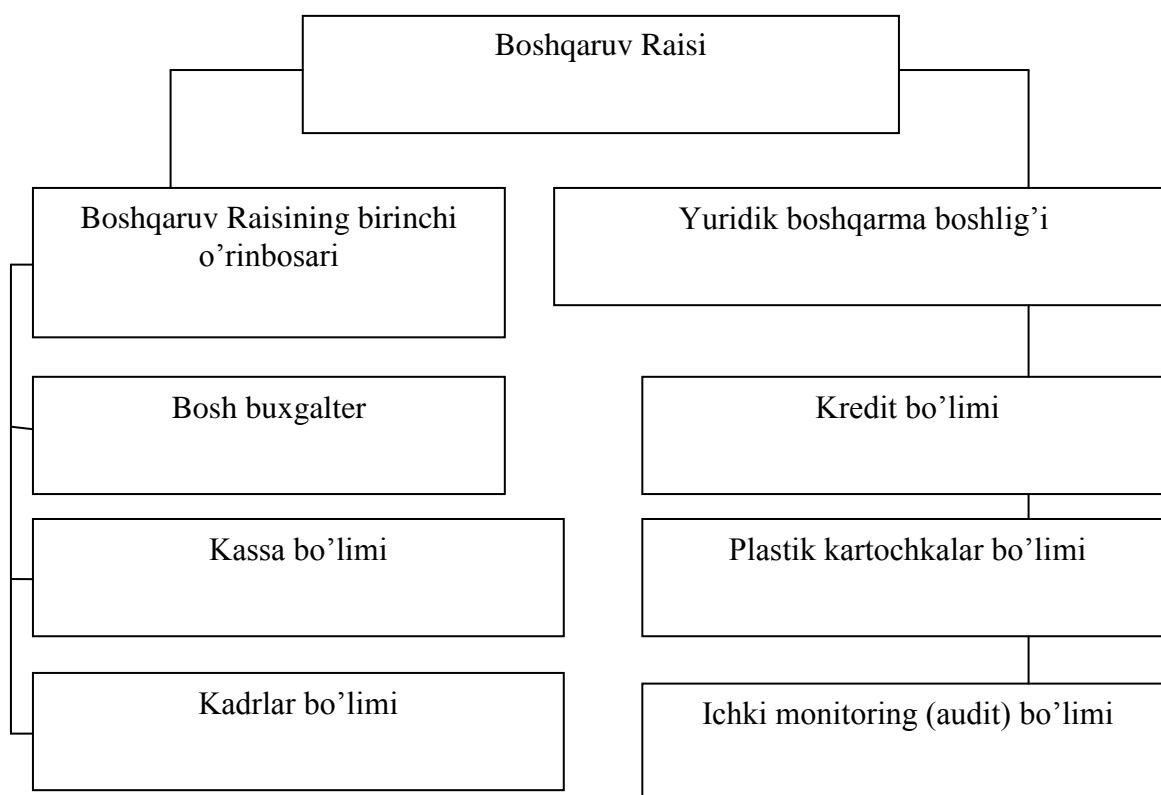 Boshqaruv Raisi
Boshqaruv Raisining birinchi
o’rinbosari
Yuridik boshqarma boshlig’i
Bosh buxgalter
Kredit bo’limi
Kassa bo’limi
Plastik kartochkalar bo’limi
Kadrlar bo’limi
Ichki monitoring (audit) bo’limi